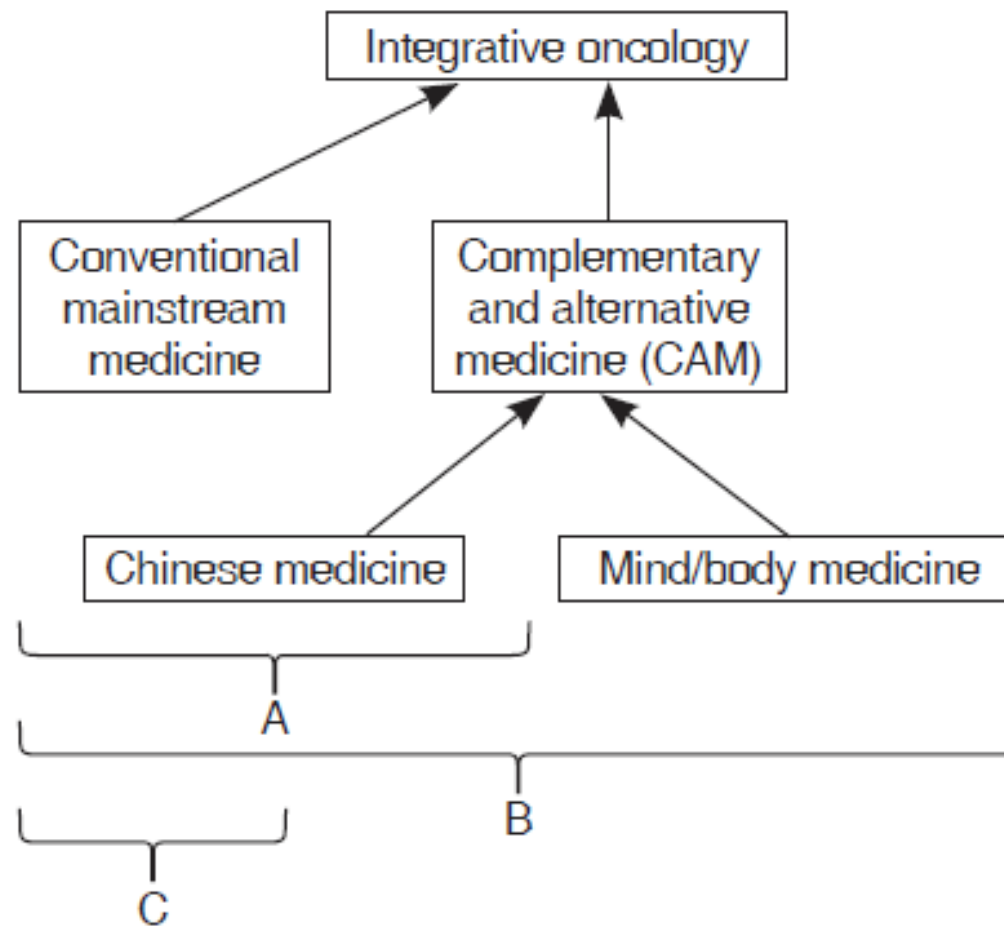 Integrative oncology
Conventional
mainstream
medicine
Complementary
and alternative
medicine (CAM)
Chinese medicine
Mind/body medicine
A
B
C